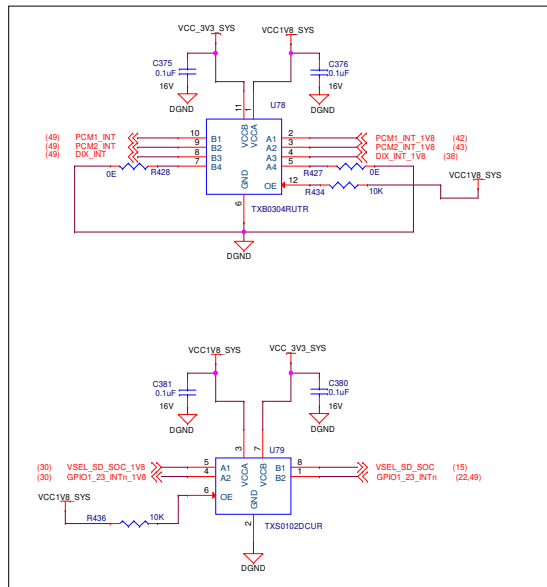 VCC_3V3_SYS
VCC1V8_SYS
C375
0.1uF
16V
DGND
C376
0.1uF
16V
DGND
U78
11
1
VCCB
VCCA
(49) PCM1_INT 10 B1 A1 2 PCM1_INT_1V8 (42)
(49) PCM2_INT 9 B2 A2 3 PCM2_INT_1V8 (43)
(49) DIX_INT 8 B3 A3 4 DIX_INT_1V8 (38)
7 B4 A4 5
0E R428 R427 0E
GND OE 12 R434 10K VCC1V8_SYS
6
TXB0304RUTR
DGND
VCC1V8_SYS
VCC_3V3_SYS
C381
0.1uF
16V
DGND
C380
0.1uF
16V
DGND
U79
3
7
VCCA
VCCB
(30) VSEL_SD_SOC_1V8 5 A1 B1 8 VSEL_SD_SOC (15)
(30) GPIO1_23_INTn_1V8 4 A2 B2 1 GPIO1_23_INTn (22,49)
VCC1V8_SYS 6 OE GND
R436 10K
2
TXS0102DCUR
DGND